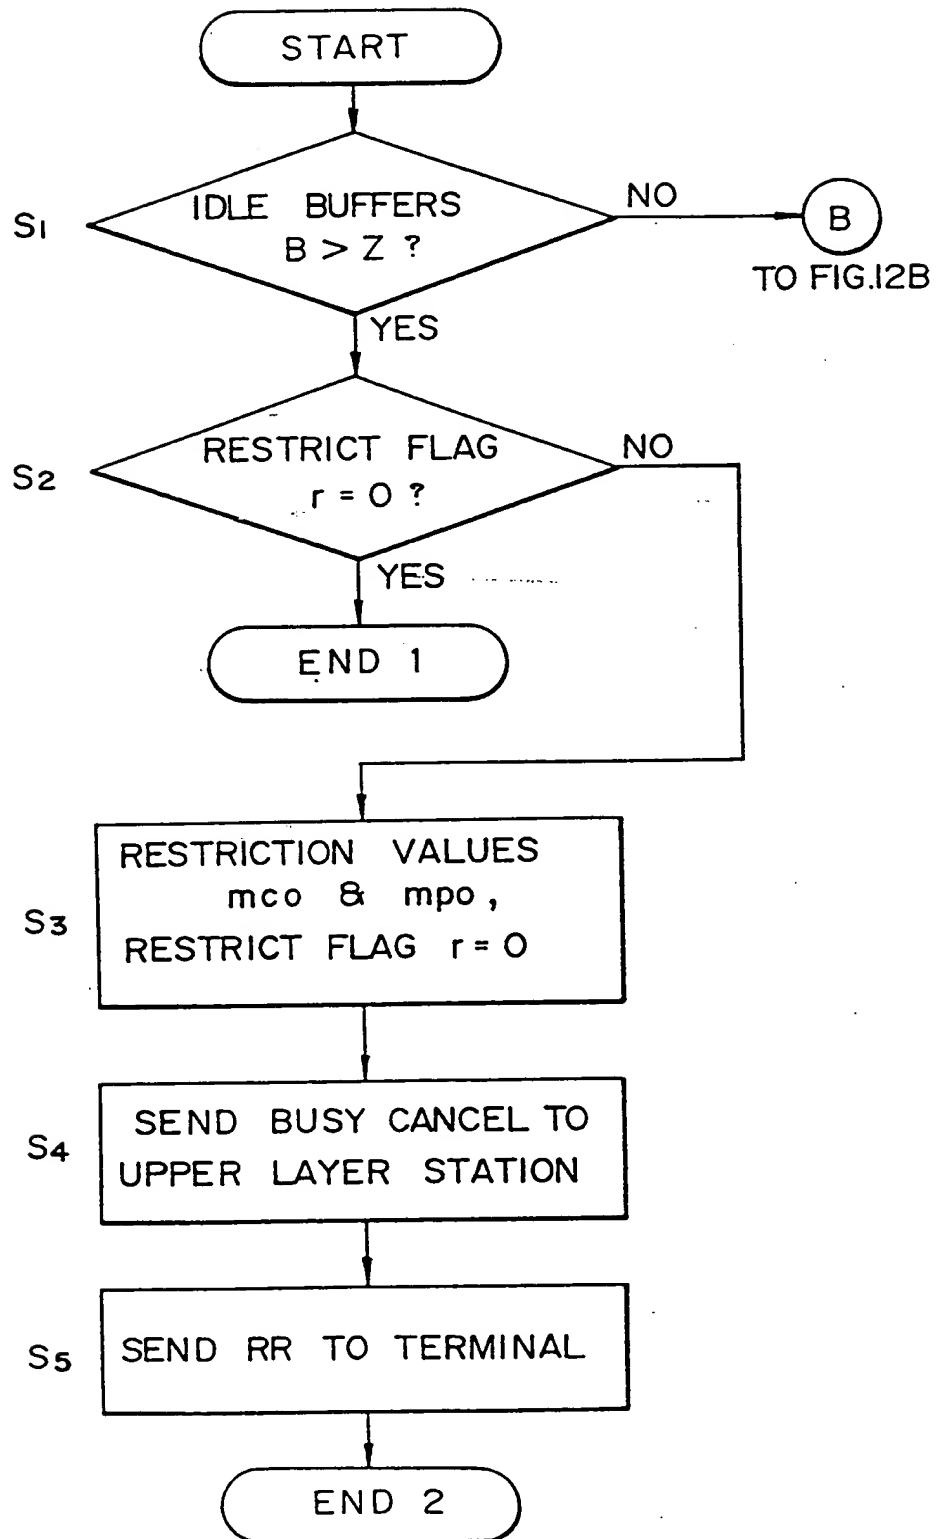 START
S1
IDLE BUFFERS
B > Z ?
NO
B
TO FIG.12B
YES
S2
RESTRICT FLAG
r = 0 ?
NO
YES
END 1
S3
RESTRICTION VALUES
mco & mpo ,
RESTRICT FLAG r = 0
S4
SEND BUSY CANCEL TO
UPPER LAYER STATION
S5
SEND RR TO TERMINAL
END 2